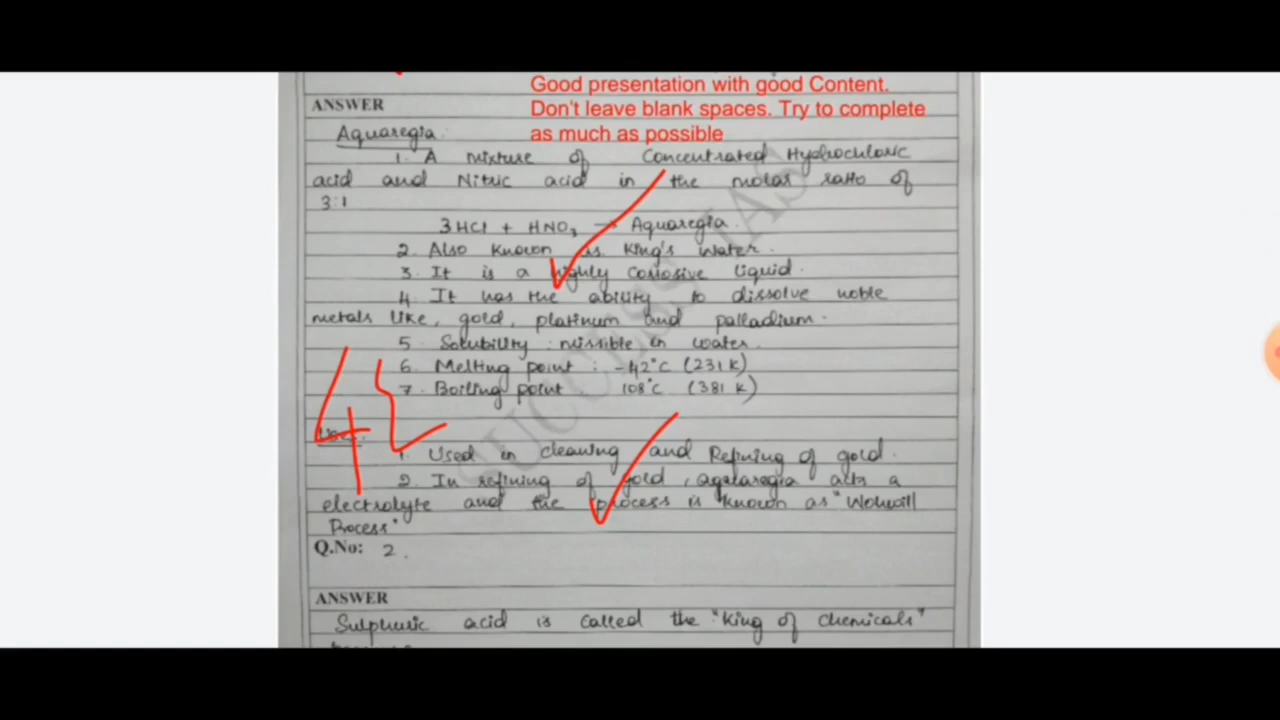 Good presentation with good Content.
Don't leave blank spaces. Try to complete
as much as possible
ANSWER
Aquaregia.
1. A mixture of Concentrated Hydrochloric
acid and Nitric acid in the molar ratio of
3:1
3HCl + HNO₃ → Aquaregia.
2. Also known as King's Water.
3. It is a highly Corrosive liquid.
4. It has the ability to dissolve noble
metals like, gold, platinum and palladium.
5. Solubility : missible in water.
6. Melting point : -42°C (231 K)
7. Boiling point 108°C (381 K)
4
Uses:
1. Used in cleaning and Refining of gold.
2. In refining of gold, aquaregia acts a
electrolyte and the process is known as "Wohwill
Process"
Q.No: 2.
ANSWER
Sulphuric acid is called the "King of chemicals"
SUCCESS IAS